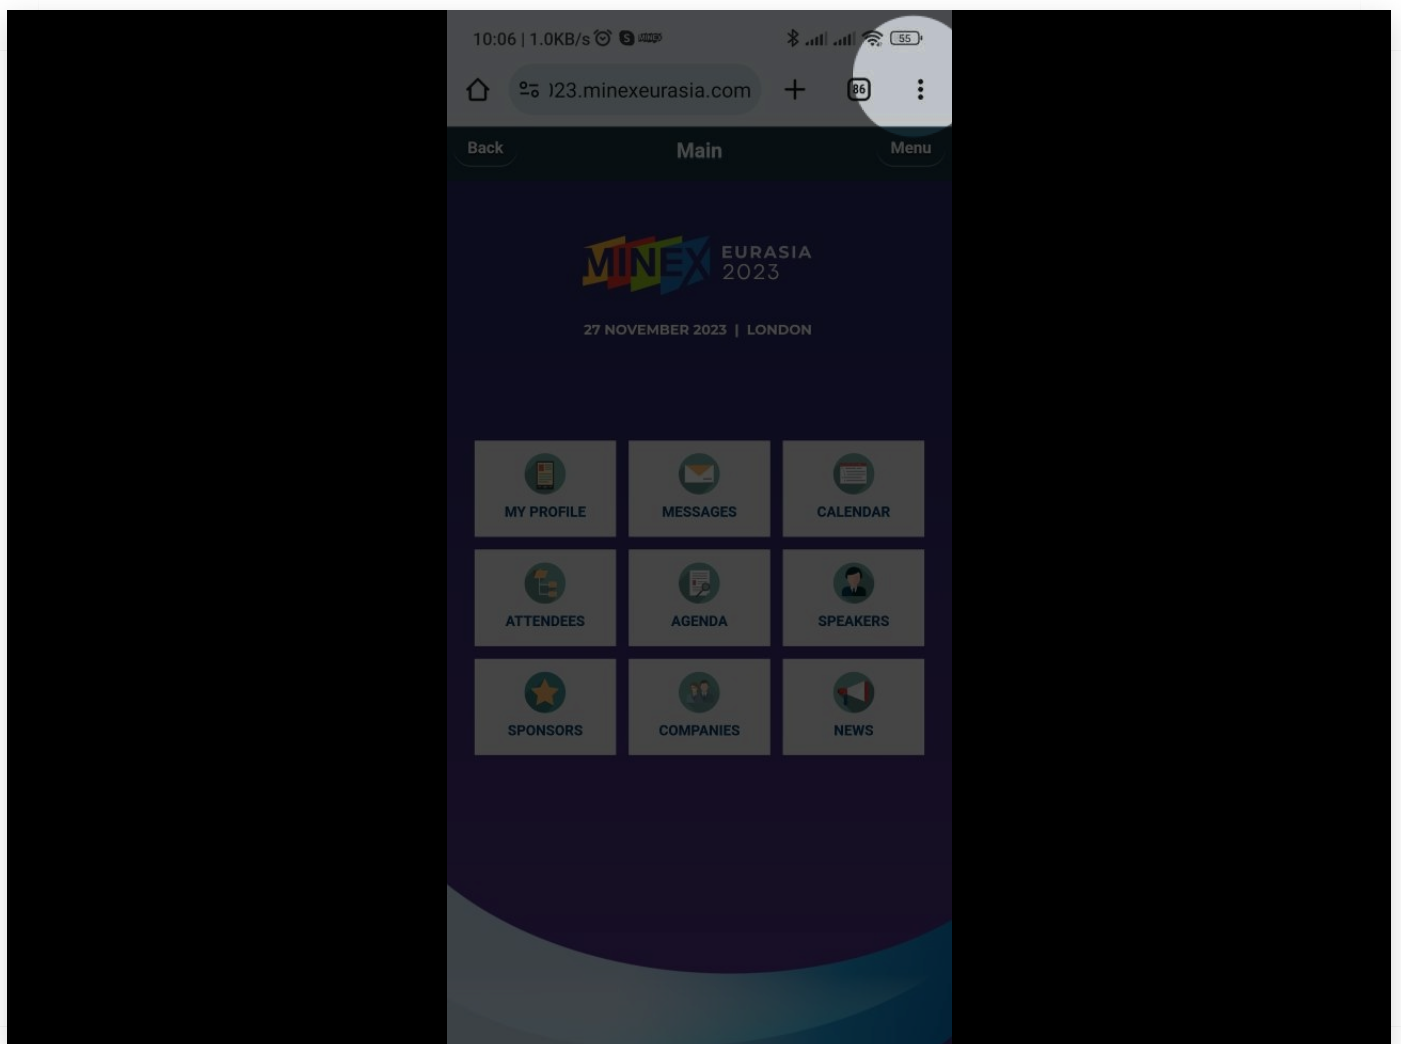 10:06 | 1.0KB/s
55
023.minexeurasia.com
86
Back
Main
Menu
MINEX EURASIA
2023
27 NOVEMBER 2023 | LONDON
MY PROFILE
MESSAGES
CALENDAR
ATTENDEES
AGENDA
SPEAKERS
SPONSORS
COMPANIES
NEWS